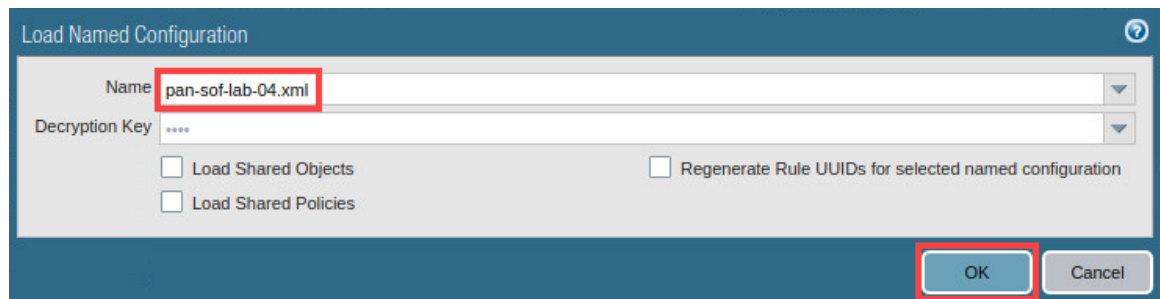 Load Named Configuration
Name pan-sof-lab-04.xml
Decryption Key ••••
Load Shared Objects Regenerate Rule UUIDs for selected named configuration
Load Shared Policies
OK Cancel